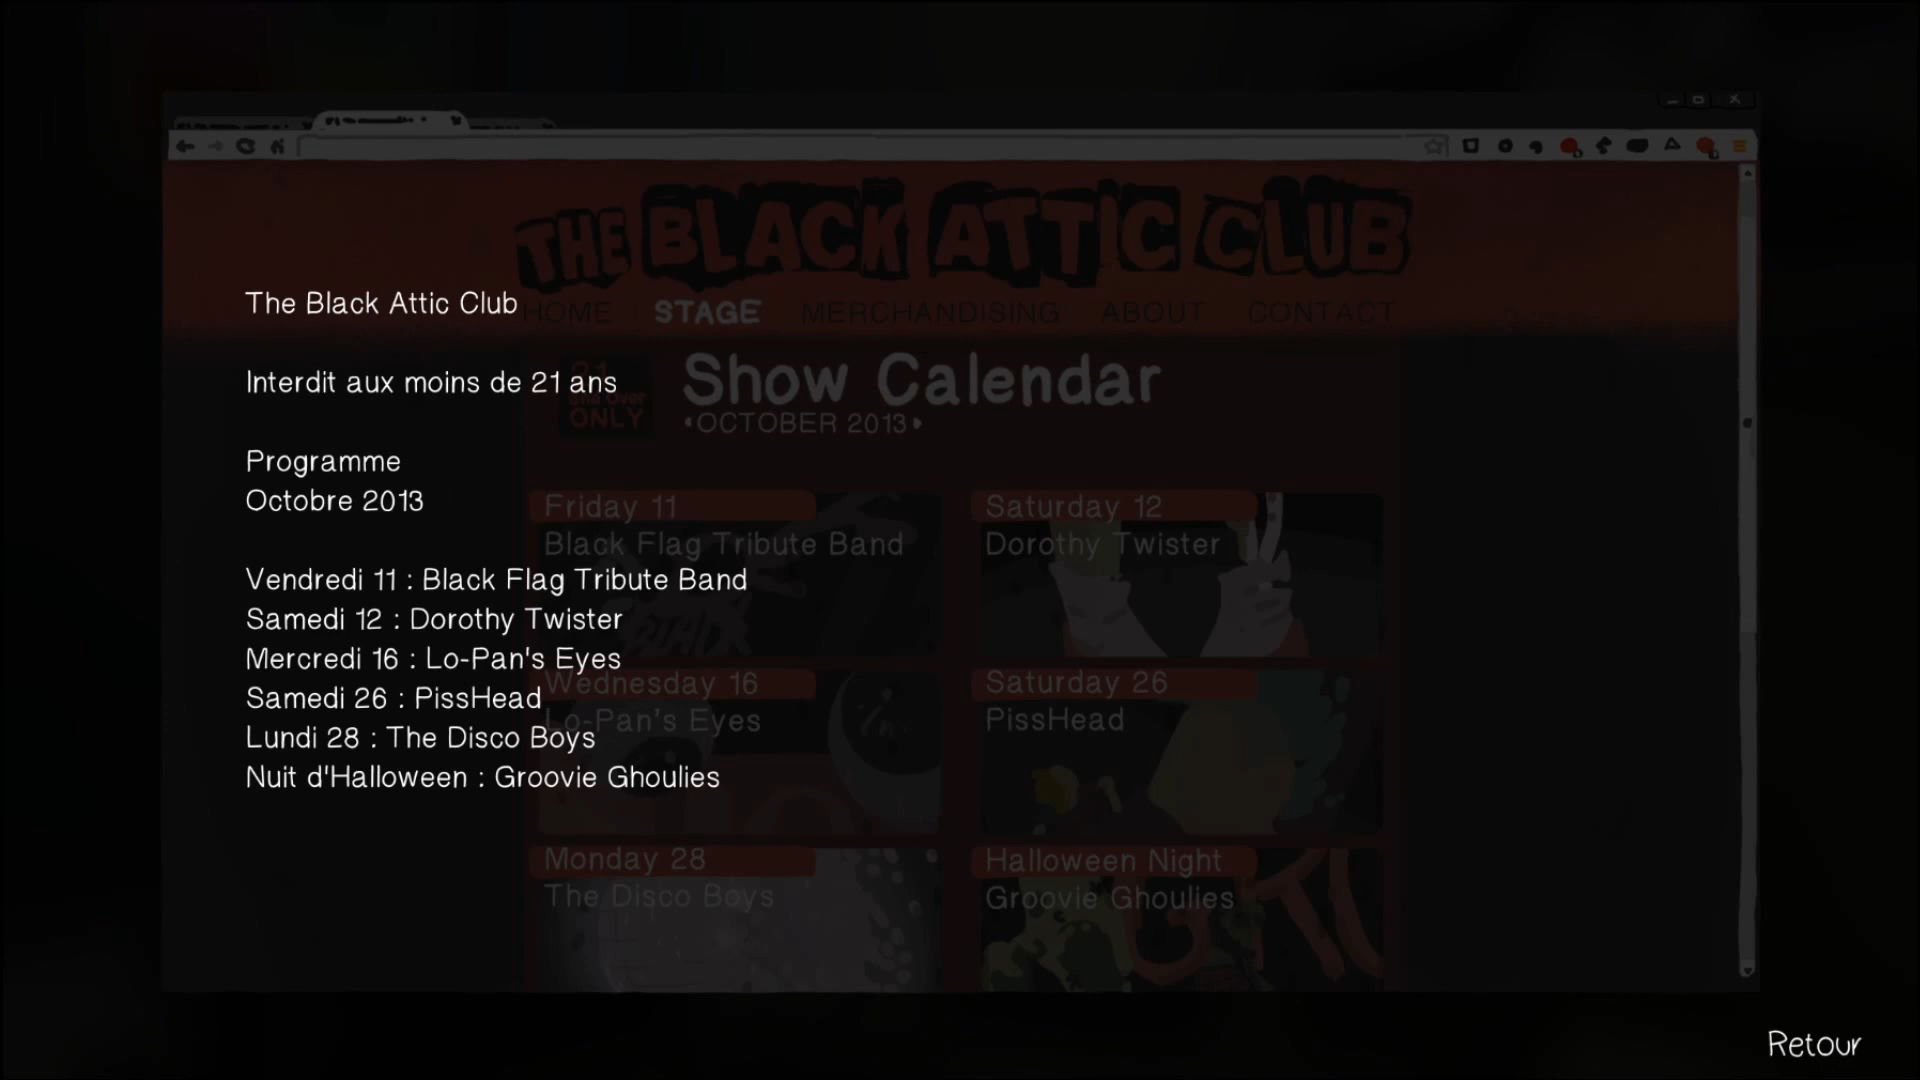 THE BLACK ATTIC CLUB
The Black Attic Club
HOME STAGE MERCHANDISING ABOUT CONTACT
Interdit aux moins de 21 ans
21
and Over
ONLY
Show Calendar
OCTOBER 2013
Programme
Octobre 2013
Vendredi 11 : Black Flag Tribute Band
Samedi 12 : Dorothy Twister
Mercredi 16 : Lo-Pan's Eyes
Samedi 26 : PissHead
Lundi 28 : The Disco Boys
Nuit d'Halloween : Groovie Ghoulies
Friday 11
Black Flag Tribute Band
Saturday 12
Dorothy Twister
Wednesday 16
Lo-Pan's Eyes
Saturday 26
PissHead
Monday 28
The Disco Boys
Halloween Night
Groovie Ghoulies
Retour